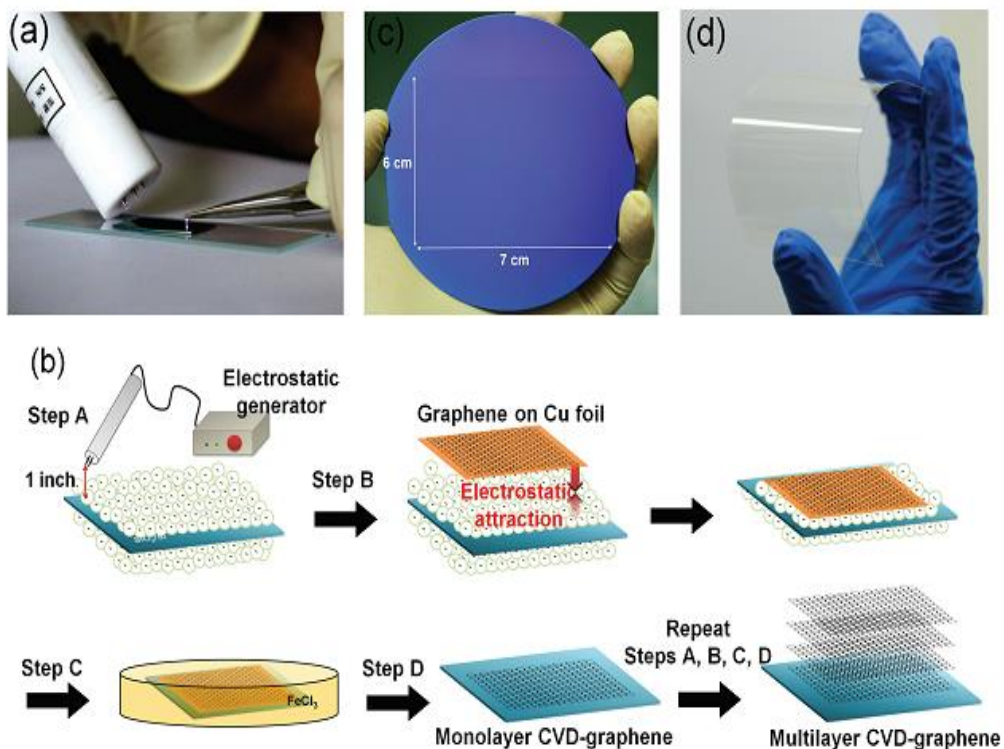 (a)
(c)
6 cm
7 cm
(d)
(b)
Step A
Electrostatic
generator
1 inch.
Step B
Graphene on Cu foil
Electrostatic
attraction
Step C
FeCl₃
Step D
Monolayer CVD-graphene
Repeat
Steps A, B, C, D
Multilayer CVD-graphene